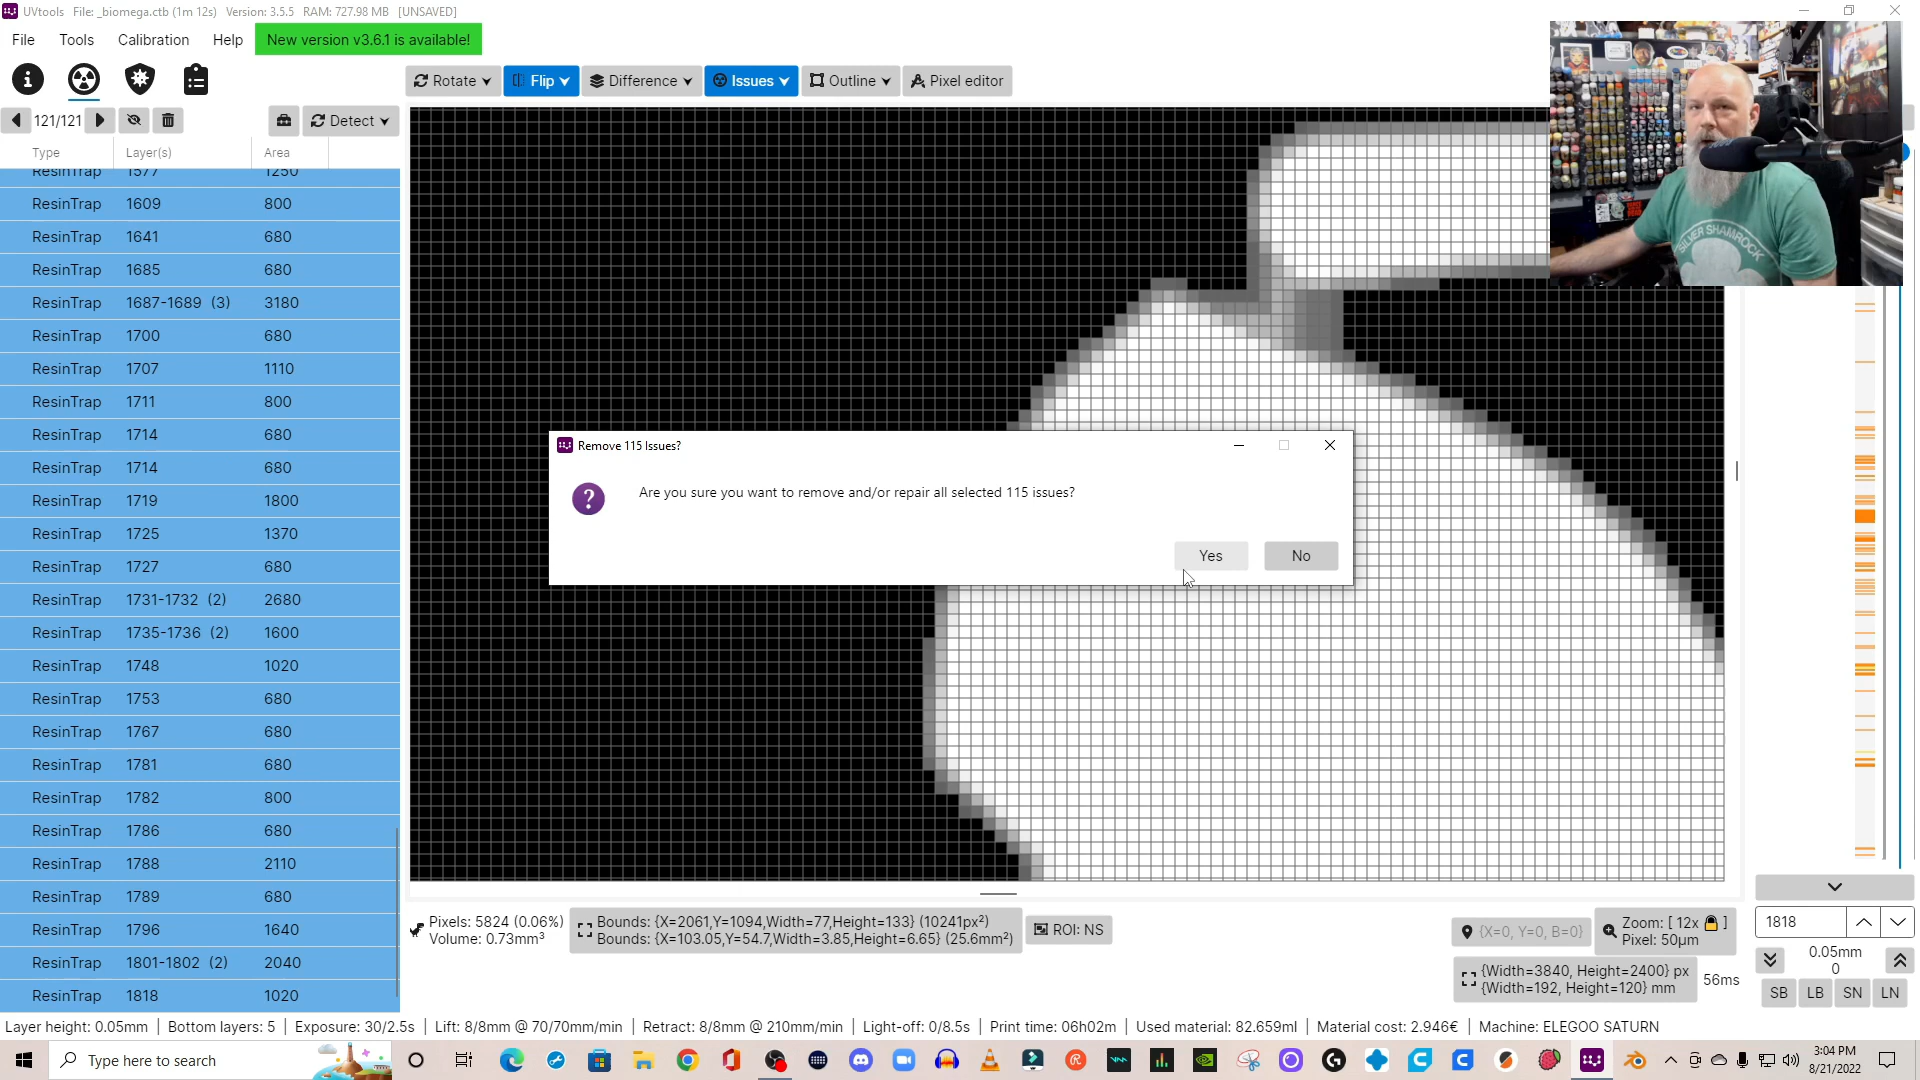 UVtools File: _biomega.ctb (1m 12s) Version: 3.5.5 RAM: 727.98 MB [UNSAVED]
File Tools Calibration Help New version v3.6.1 is available!
Rotate Flip Difference Issues Outline Pixel editor
121/121 Detect
Type Layer(s) Area
ResinTrap 1577 1250
ResinTrap 1609 800
ResinTrap 1641 680
ResinTrap 1685 680
ResinTrap 1687-1689 (3) 3180
ResinTrap 1700 680
ResinTrap 1707 1110
ResinTrap 1711 800
ResinTrap 1714 680
ResinTrap 1714 680
ResinTrap 1719 1800
ResinTrap 1725 1370
ResinTrap 1727 680
ResinTrap 1731-1732 (2) 2680
ResinTrap 1735-1736 (2) 1600
ResinTrap 1748 1020
ResinTrap 1753 680
ResinTrap 1767 680
ResinTrap 1781 680
ResinTrap 1782 800
ResinTrap 1786 680
ResinTrap 1788 2110
ResinTrap 1789 680
ResinTrap 1796 1640
ResinTrap 1801-1802 (2) 2040
ResinTrap 1818 1020
SILVER SHAMROCK
Remove 115 Issues?
Are you sure you want to remove and/or repair all selected 115 issues?
Yes No
Pixels: 5824 (0.06%)
Volume: 0.73mm³
Bounds: {X=2061,Y=1094,Width=77,Height=133} (10241px²)
Bounds: {X=103.05,Y=54.7,Width=3.85,Height=6.65} (25.6mm²)
ROI: NS
{X=0, Y=0, B=0}
Zoom: [ 12x ]
Pixel: 50µm
{Width=3840, Height=2400} px
{Width=192, Height=120} mm
56ms
1818
0.05mm
0
SB LB SN LN
Layer height: 0.05mm | Bottom layers: 5 | Exposure: 30/2.5s | Lift: 8/8mm @ 70/70mm/min | Retract: 8/8mm @ 210mm/min | Light-off: 0/8.5s | Print time: 06h02m | Used material: 82.659ml | Material cost: 2.946€ | Machine: ELEGOO SATURN
Type here to search
3:04 PM
8/21/2022